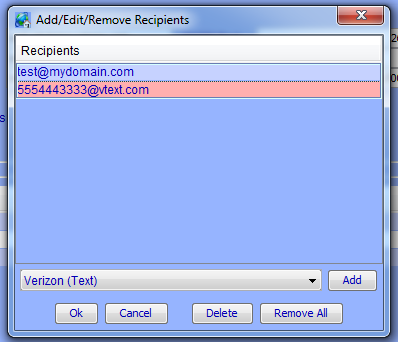 Add/Edit/Remove Recipients
Recipients
test@mydomain.com
5554443333@vtext.com
Verizon (Text)
Add
Ok Cancel Delete Remove All